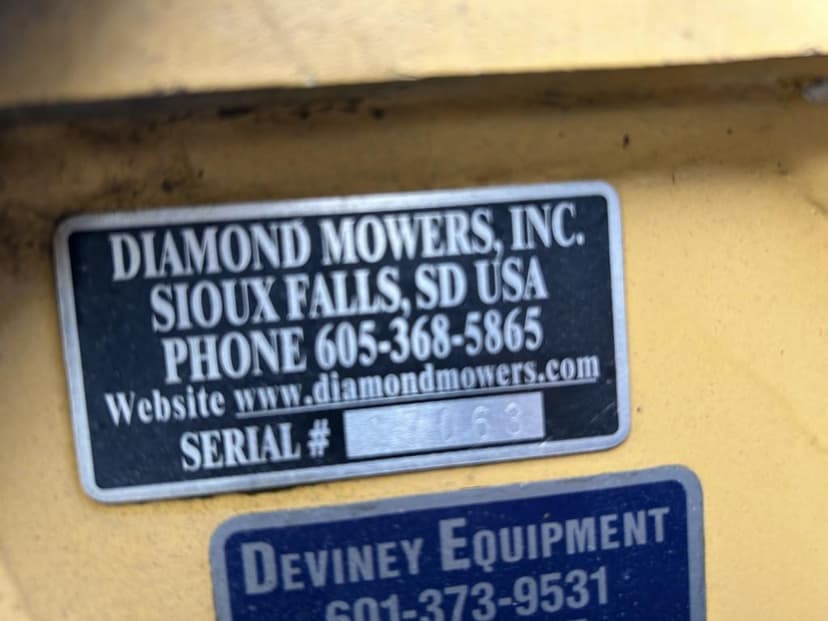 DIAMOND MOWERS, INC.
SIOUX FALLS, SD USA
PHONE 605-368-5865
Website www.diamondmowers.com
SERIAL #
DEVINEY EQUIPMENT
601-373-9531